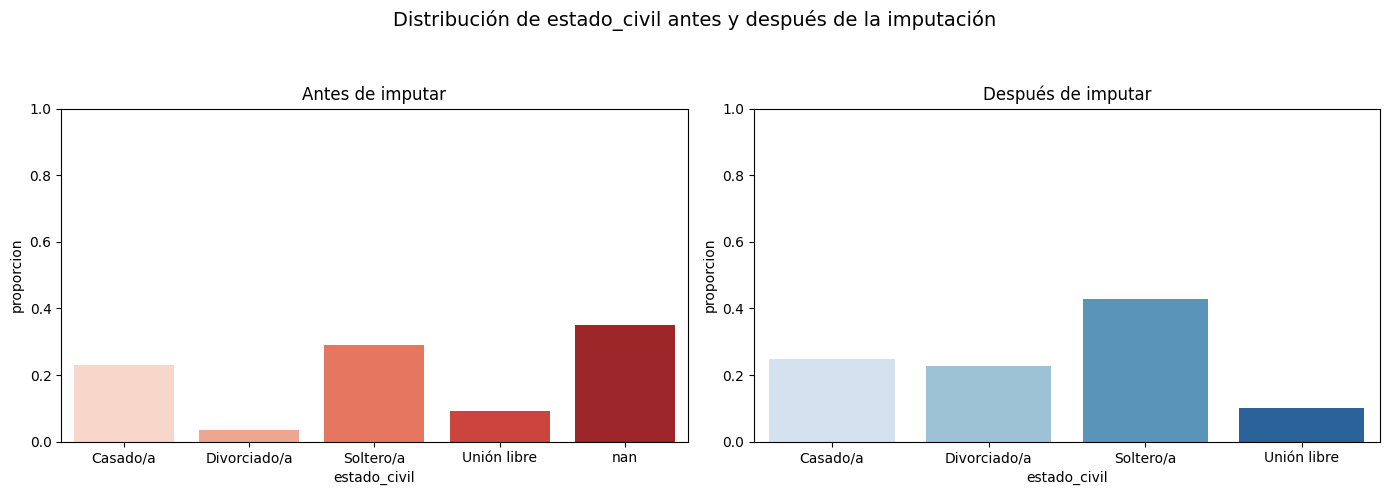 Distribución de estado_civil antes y después de la imputación
Antes de imputar
1.0
0.8
0.6
0.4
0.2
0.0
proporcion
Casado/a Divorciado/a Soltero/a Unión libre nan
estado_civil
Después de imputar
1.0
0.8
0.6
0.4
0.2
0.0
proporcion
Casado/a Divorciado/a Soltero/a Unión libre
estado_civil